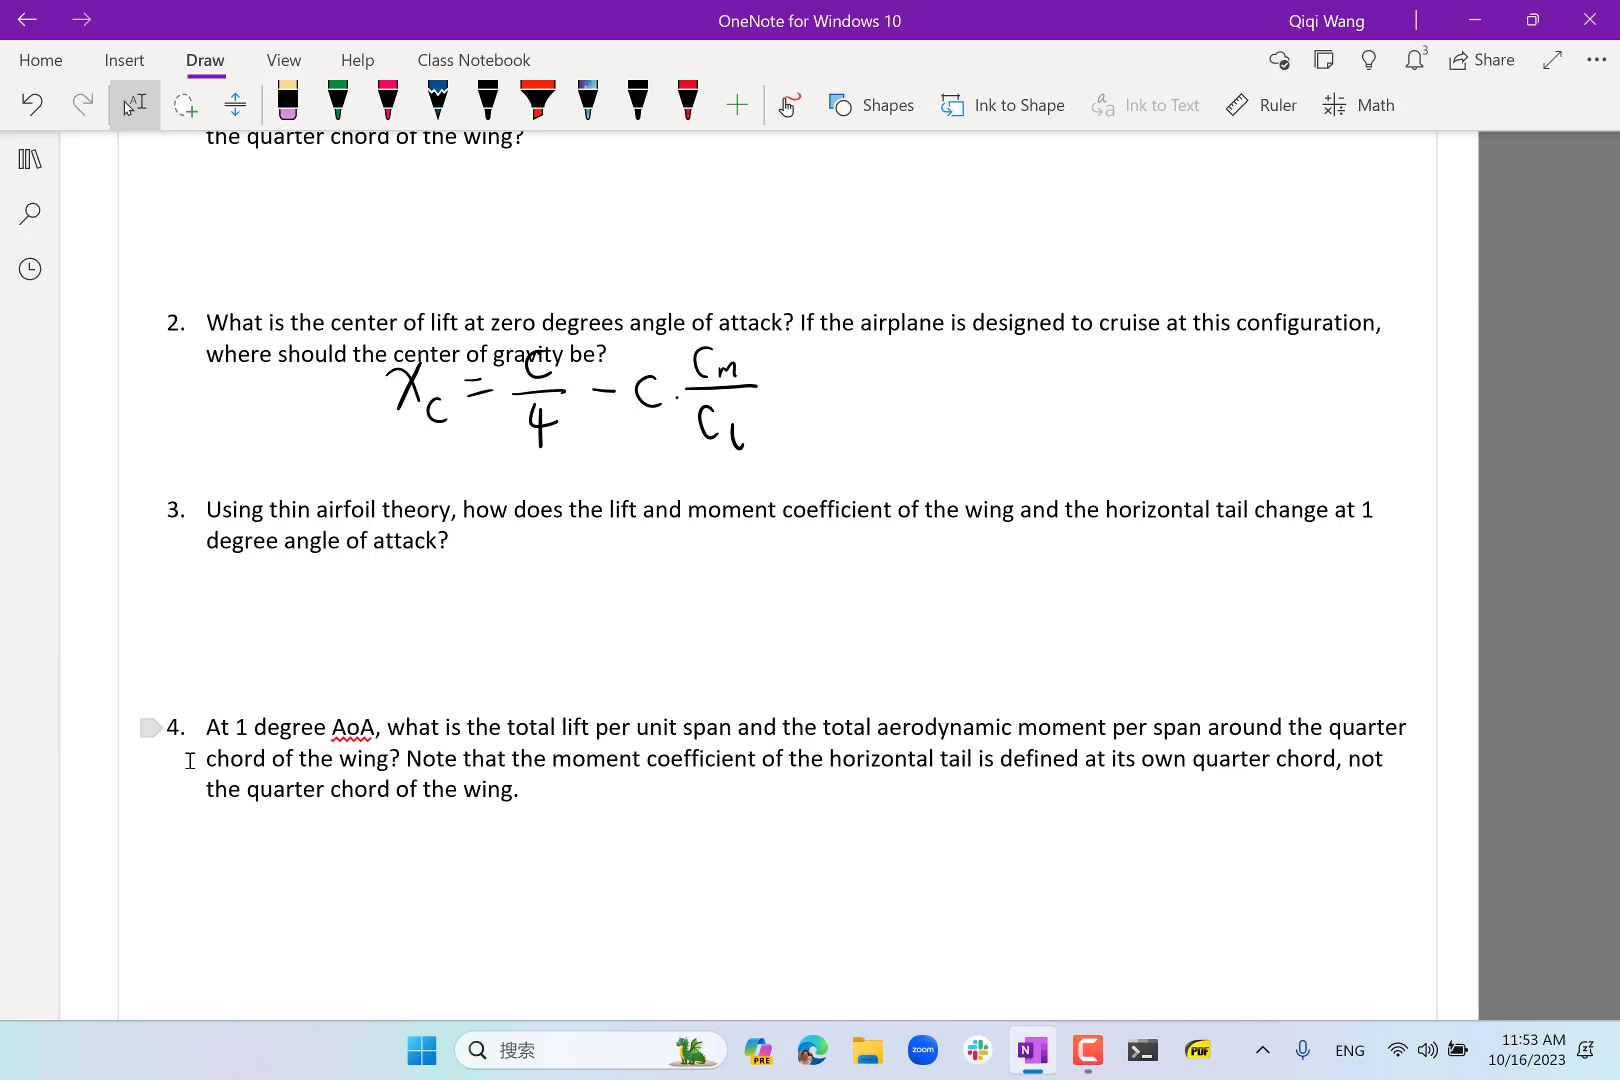 OneNote for Windows 10
Qiqi Wang
Home Insert Draw View Help Class Notebook
3
Share
Shapes
Ink to Shape
Ink to Text
Ruler
Math
the quarter chord of the wing?
2. What is the center of lift at zero degrees angle of attack? If the airplane is designed to cruise at this configuration,
where should the center of gravity be?
x_c = c/4 - c · c_m/c_l
3. Using thin airfoil theory, how does the lift and moment coefficient of the wing and the horizontal tail change at 1
degree angle of attack?
4. At 1 degree AoA, what is the total lift per unit span and the total aerodynamic moment per span around the quarter
chord of the wing? Note that the moment coefficient of the horizontal tail is defined at its own quarter chord, not
the quarter chord of the wing.
搜索
PRE
zoom
N
PDF
ENG
11:53 AM
10/16/2023